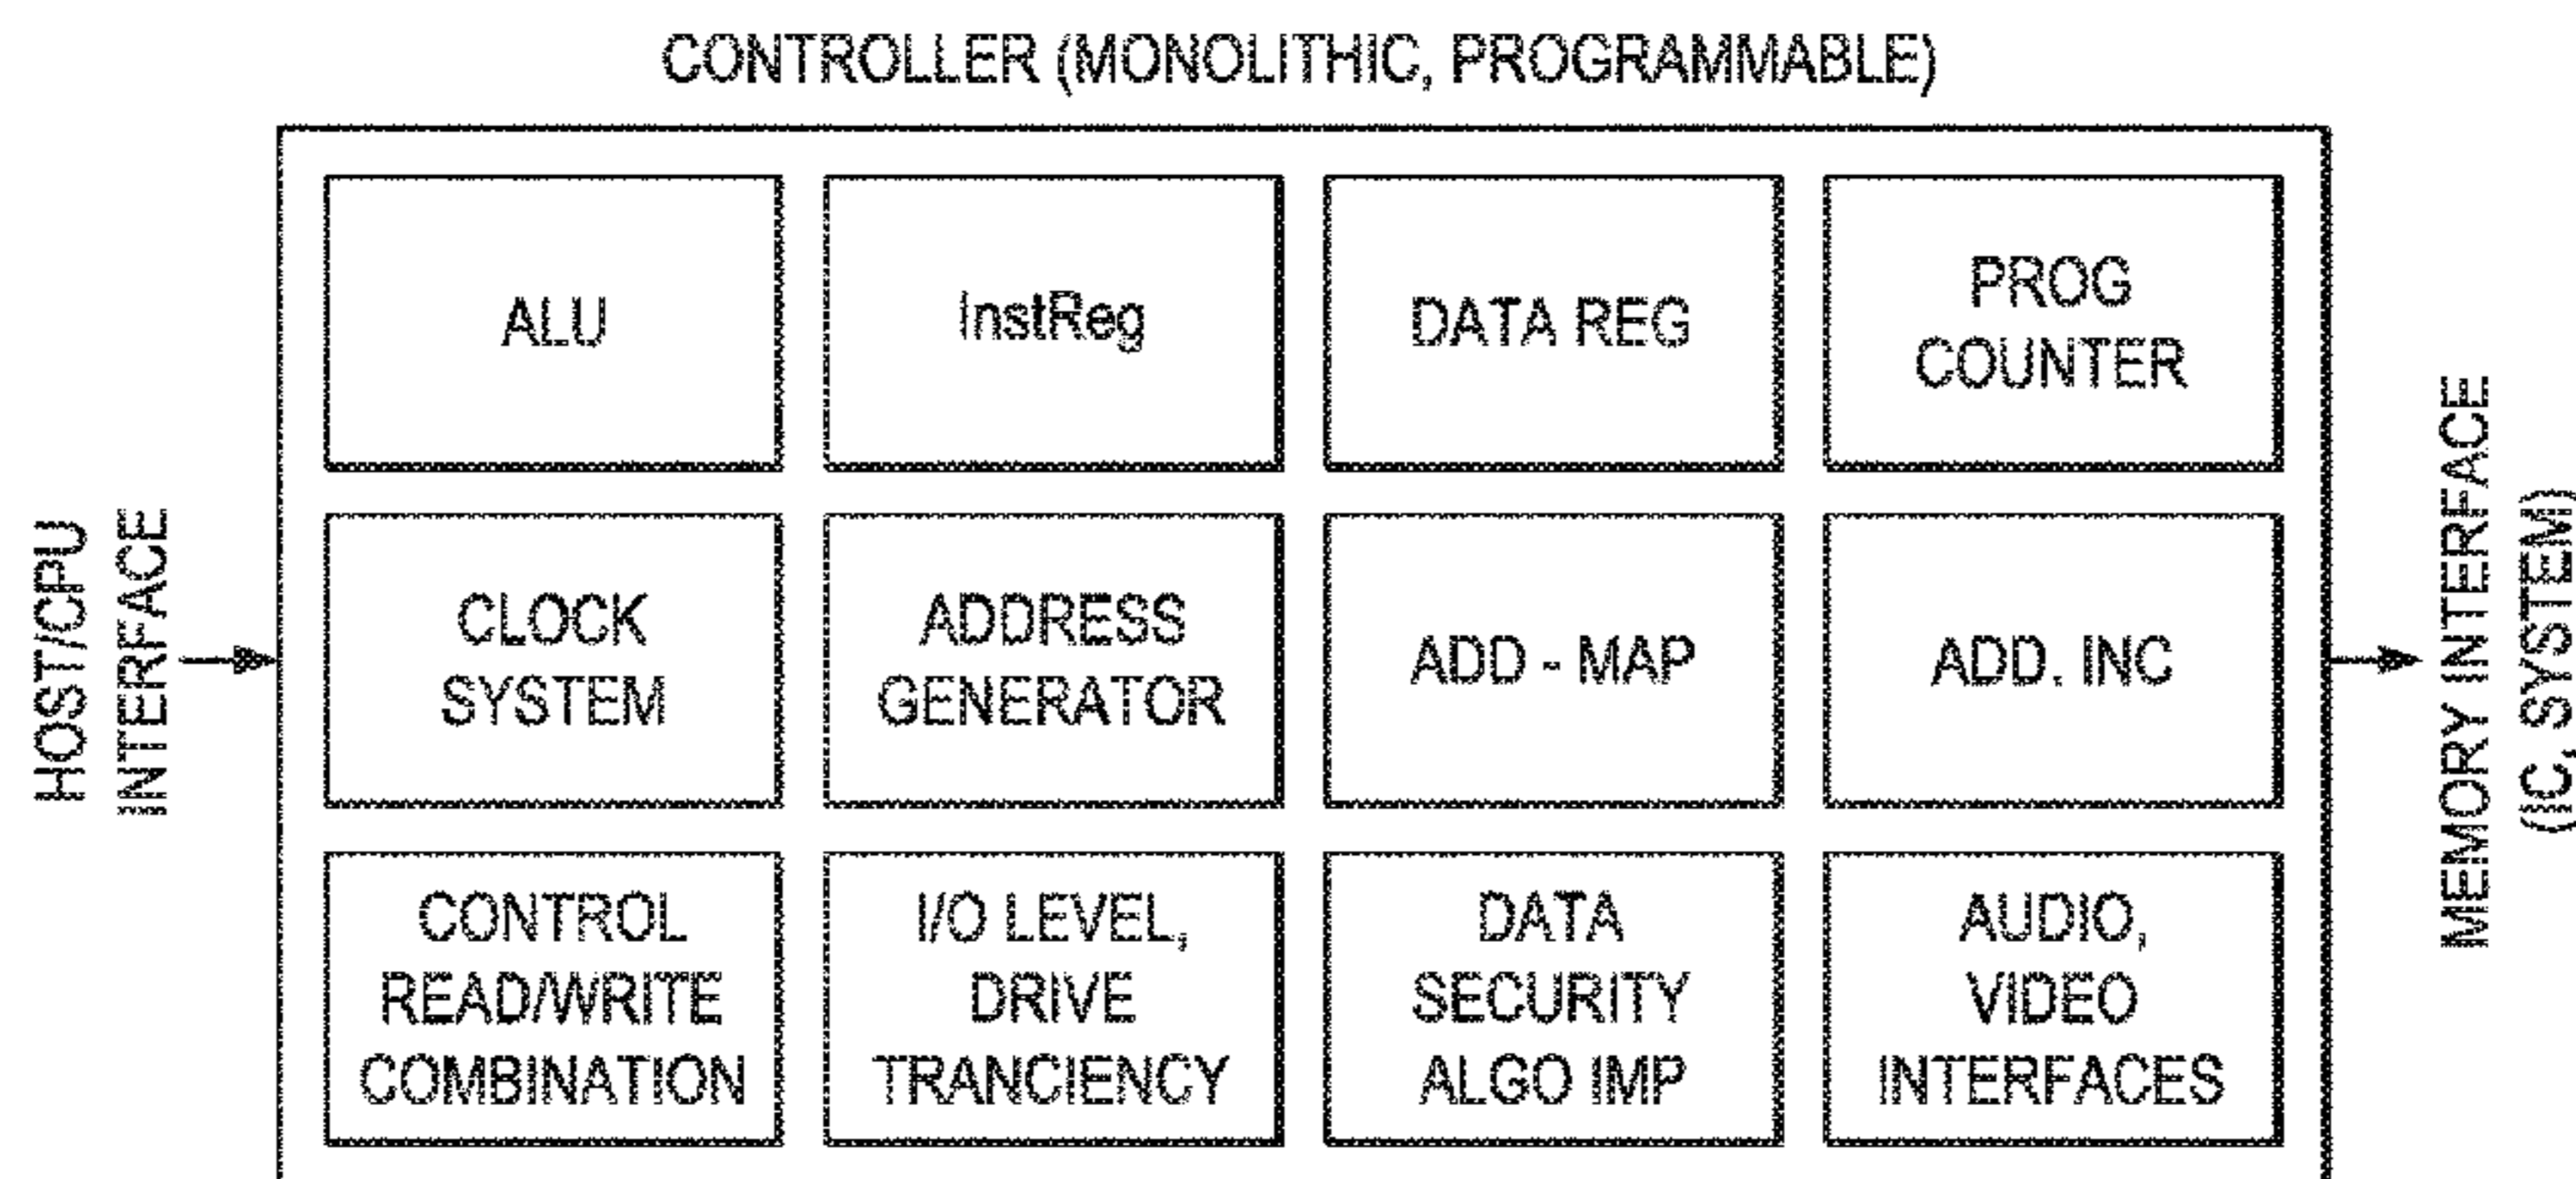 CONTROLLER (MONOLITHIC, PROGRAMMABLE)
HOST/CPU
INTERFACE
ALU
InstReg
DATA REG
PROG
COUNTER
CLOCK
SYSTEM
ADDRESS
GENERATOR
ADD - MAP
ADD. INC
CONTROL
READ/WRITE
COMBINATION
I/O LEVEL,
DRIVE
TRANCIENCY
DATA
SECURITY
ALGO IMP
AUDIO,
VIDEO
INTERFACES
MEMORY INTERFACE
(IC, SYSTEM)